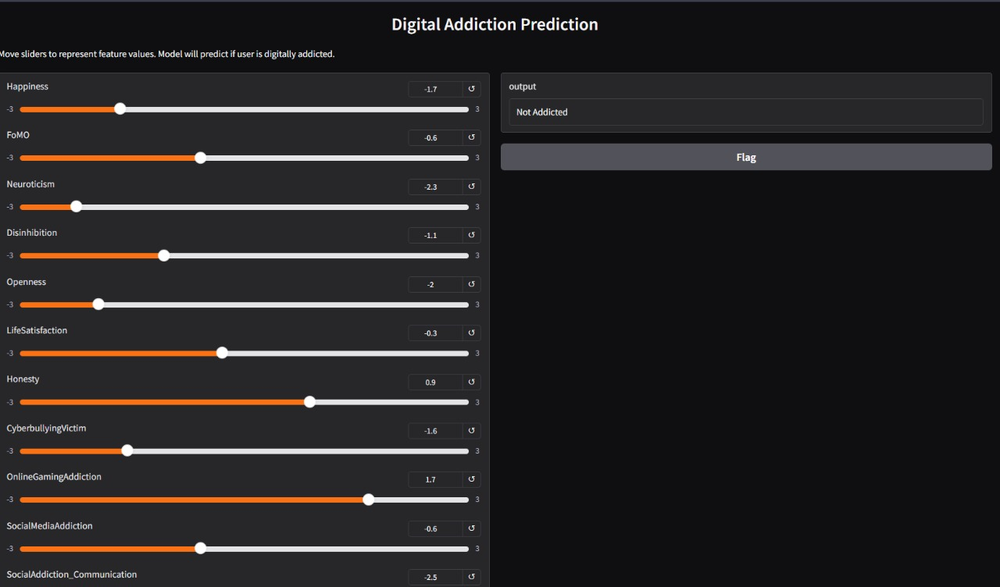 Digital Addiction Prediction
Move sliders to represent feature values. Model will predict if user is digitally addicted.
Happiness
-1.7 ↺
-3 3
FoMO
-0.6 ↺
-3 3
Neuroticism
-2.3 ↺
-3 3
Disinhibition
-1.1 ↺
-3 3
Openness
-2 ↺
-3 3
LifeSatisfaction
-0.3 ↺
-3 3
Honesty
0.9 ↺
-3 3
CyberbullyingVictim
-1.6 ↺
-3 3
OnlineGamingAddiction
1.7 ↺
-3 3
SocialMediaAddiction
-0.6 ↺
-3 3
SocialAddiction_Communication
-2.5 ↺
output
Not Addicted
Flag